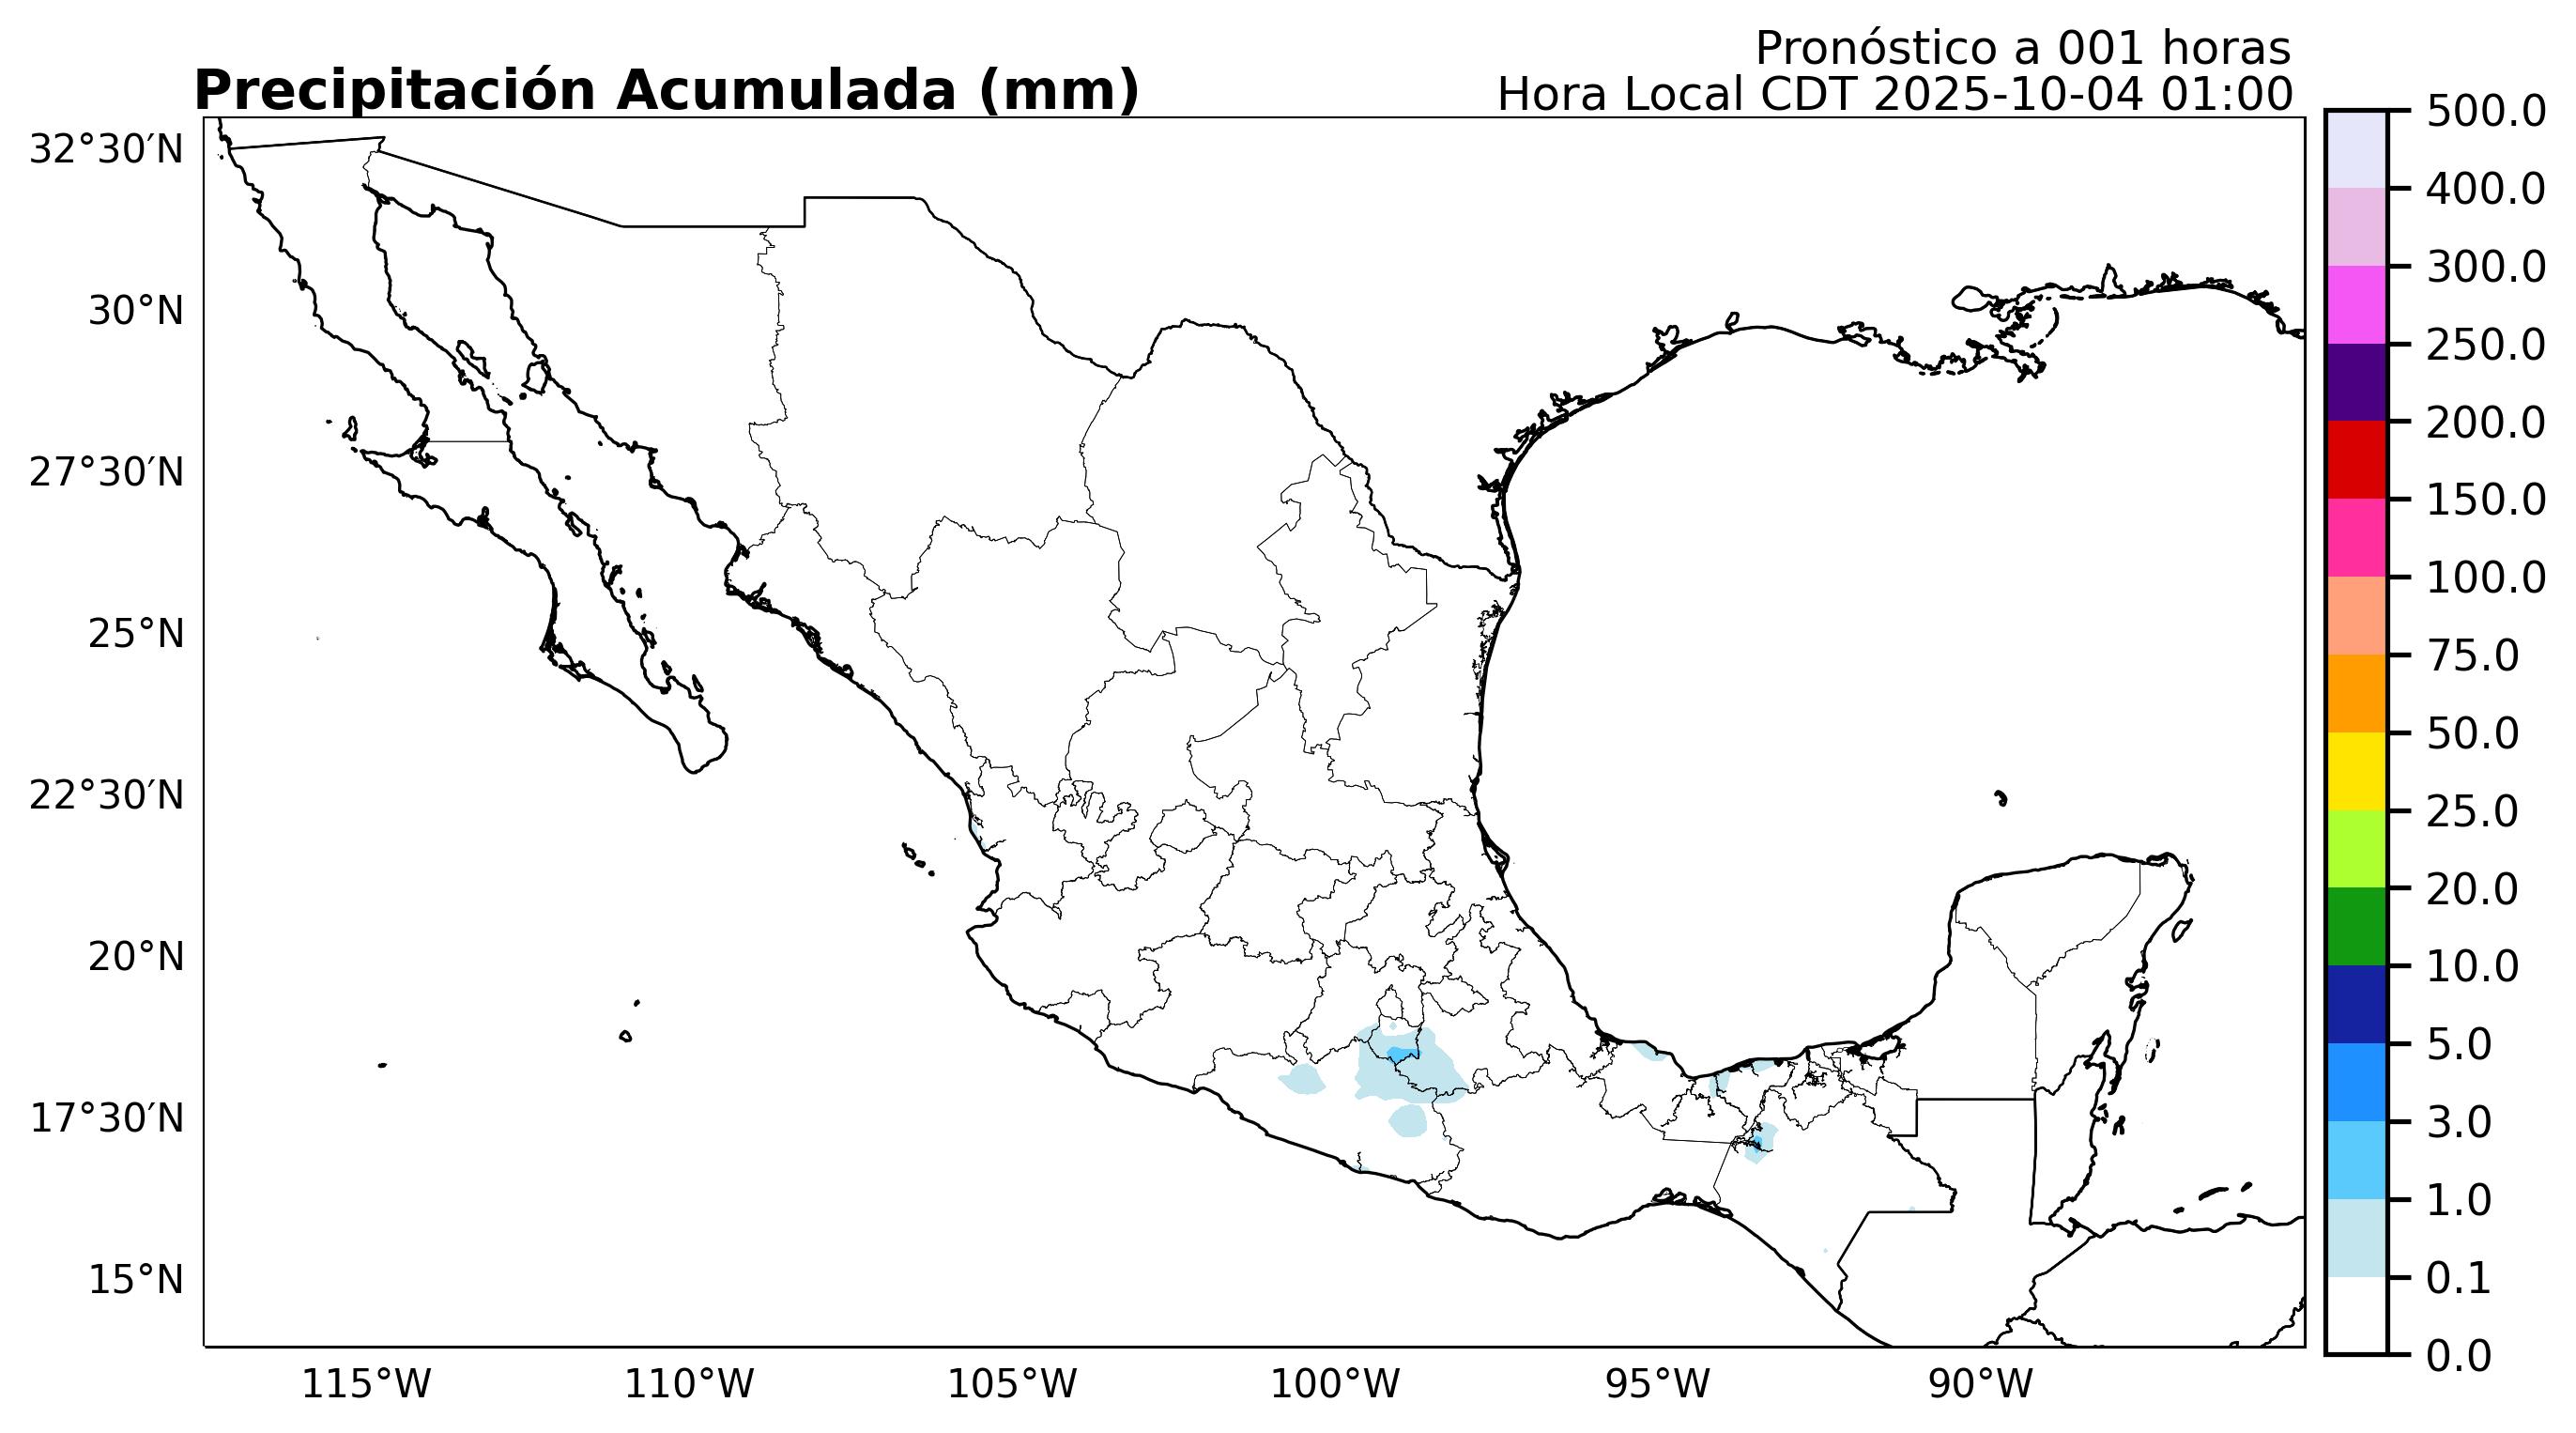 Pronóstico a 001 horas
Precipitación Acumulada (mm)
Hora Local CDT 2025-10-04 01:00
32°30′N
30°N
27°30′N
25°N
22°30′N
20°N
17°30′N
15°N
115°W
110°W
105°W
100°W
95°W
90°W
500.0
400.0
300.0
250.0
200.0
150.0
100.0
75.0
50.0
25.0
20.0
10.0
5.0
3.0
1.0
0.1
0.0